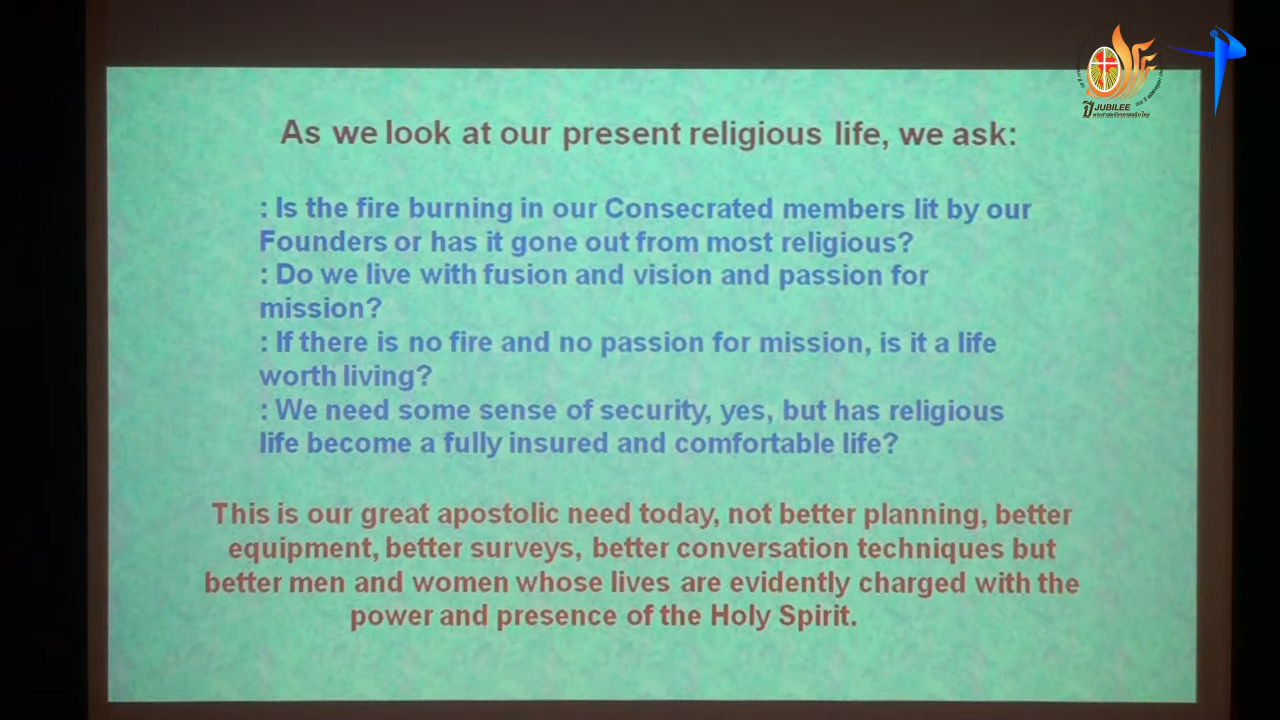 ปี JUBILEE
As we look at our present religious life, we ask:
: Is the fire burning in our Consecrated members lit by our
Founders or has it gone out from most religious?
: Do we live with fusion and vision and passion for
mission?
: If there is no fire and no passion for mission, is it a life
worth living?
: We need some sense of security, yes, but has religious
life become a fully insured and comfortable life?
This is our great apostolic need today, not better planning, better
equipment, better surveys, better conversation techniques but
better men and women whose lives are evidently charged with the
power and presence of the Holy Spirit.